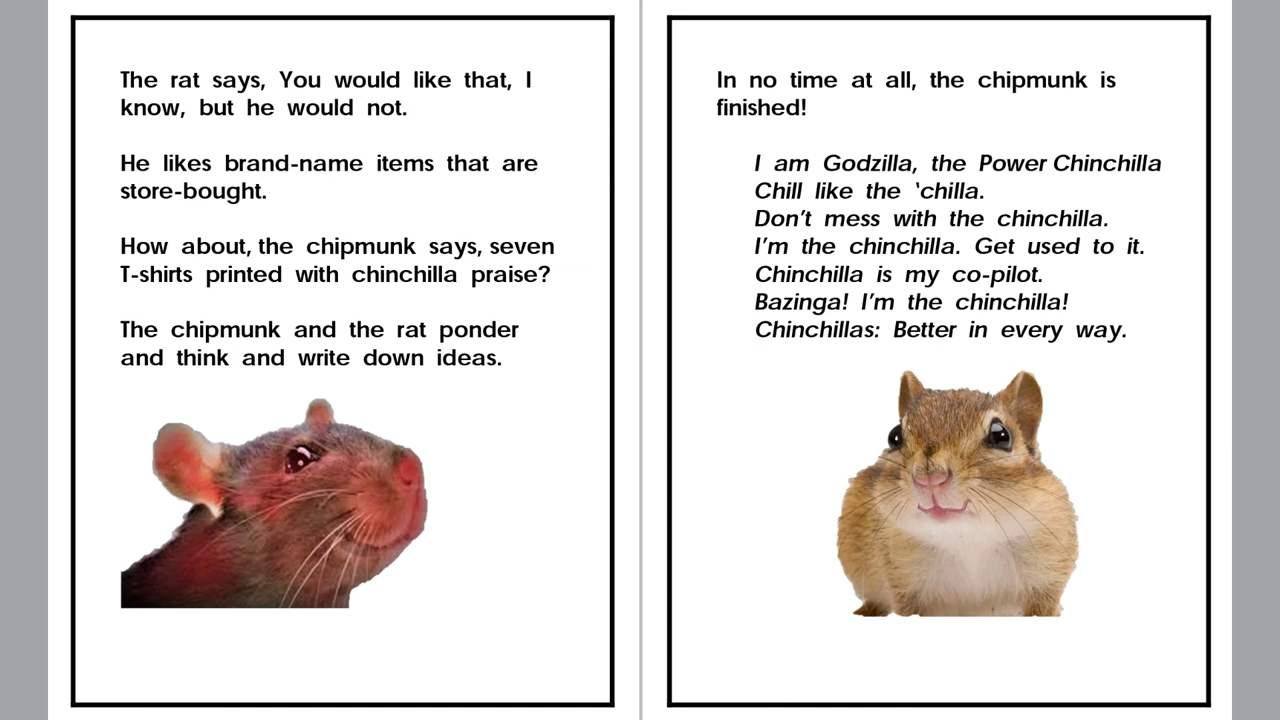 The rat says, You would like that, I
know, but he would not.
He likes brand-name items that are
store-bought.
How about, the chipmunk says, seven
T-shirts printed with chinchilla praise?
The chipmunk and the rat ponder
and think and write down ideas.
In no time at all, the chipmunk is
finished!
I am Godzilla, the Power Chinchilla
Chill like the ‘chilla.
Don’t mess with the chinchilla.
I’m the chinchilla. Get used to it.
Chinchilla is my co-pilot.
Bazinga! I’m the chinchilla!
Chinchillas: Better in every way.